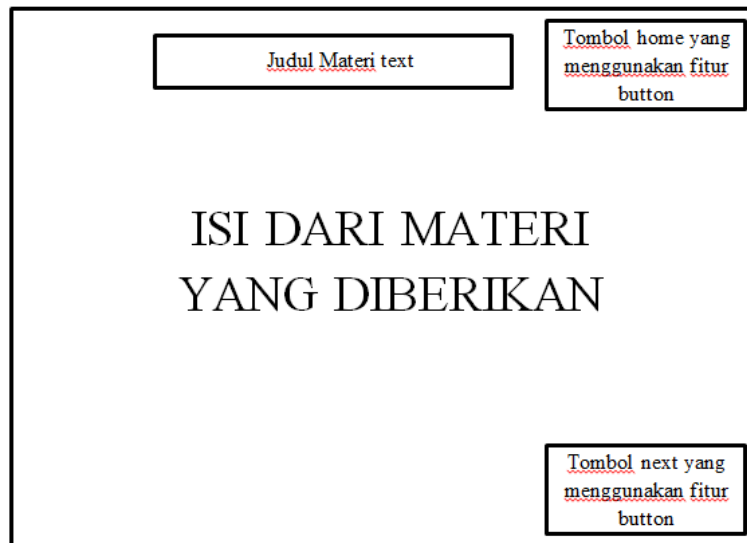 Judul Materi text
Tombol home yang
menggunakan fitur
button
ISI DARI MATERI
YANG DIBERIKAN
Tombol next yang
menggunakan fitur
button